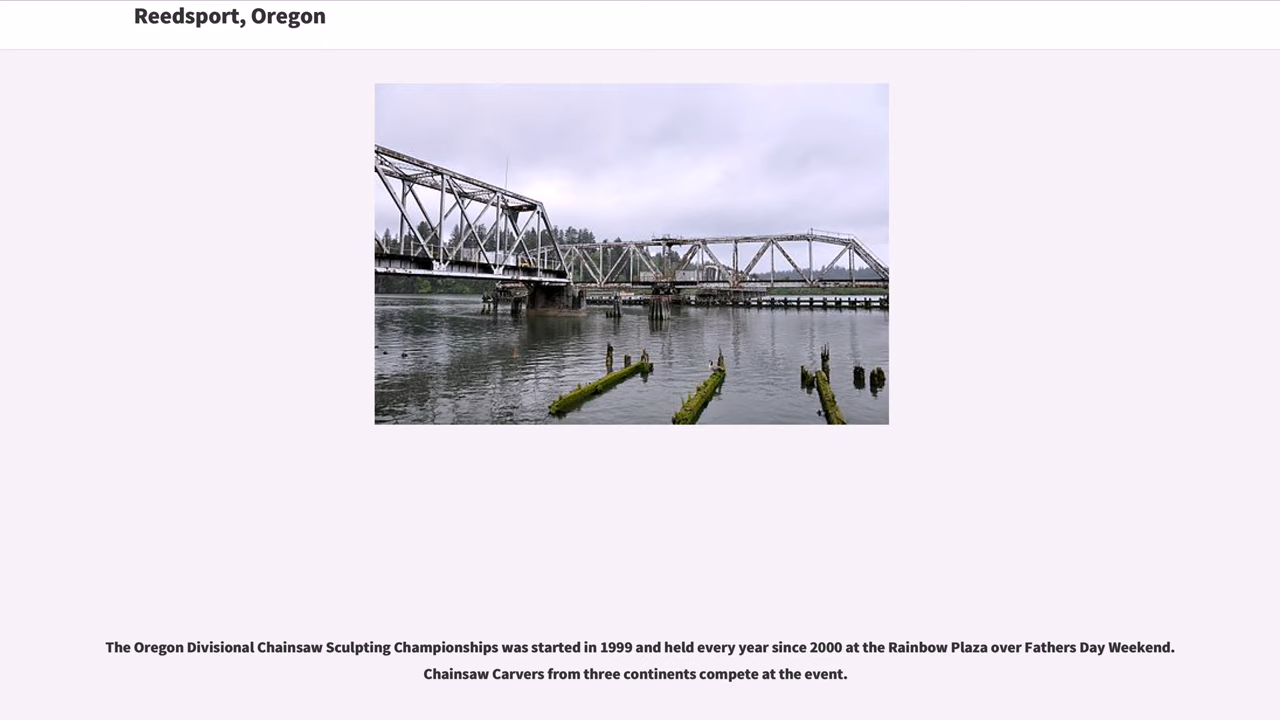 Reedsport, Oregon
The Oregon Divisional Chainsaw Sculpting Championships was started in 1999 and held every year since 2000 at the Rainbow Plaza over Fathers Day Weekend.
Chainsaw Carvers from three continents compete at the event.